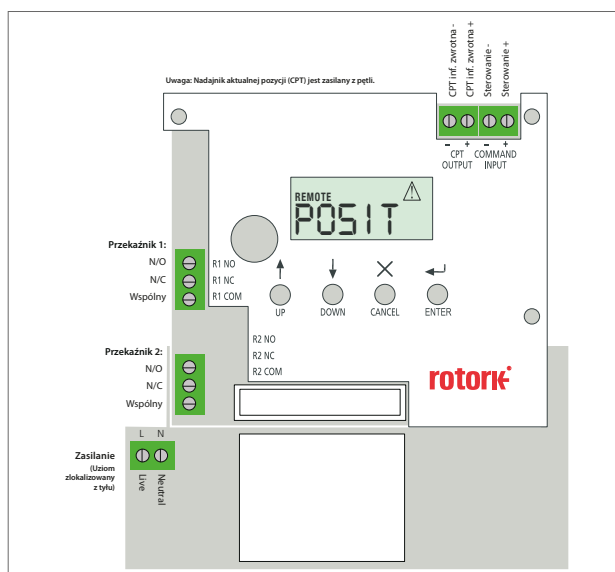 CPT inf. zwrotna -
CPT inf. zwrotna +
Sterowanie -
Sterowanie +
Uwaga: Nadajnik aktualnej pozycji (CPT) jest zasilany z pętli.
- + - +
CPT OUTPUT
COMMAND INPUT
REMOTE
POSIT
Przekaźnik 1:
N/O R1 NO
N/C R1 NC
Wspólny R1 COM
UP DOWN CANCEL ENTER
R2 NO
R2 NC
R2 COM
Przekaźnik 2:
N/O
N/C
Wspólny
rotork
L N
Zasilanie
(Uziom
zlokalizowany
z tyłu)
Live
Neutral